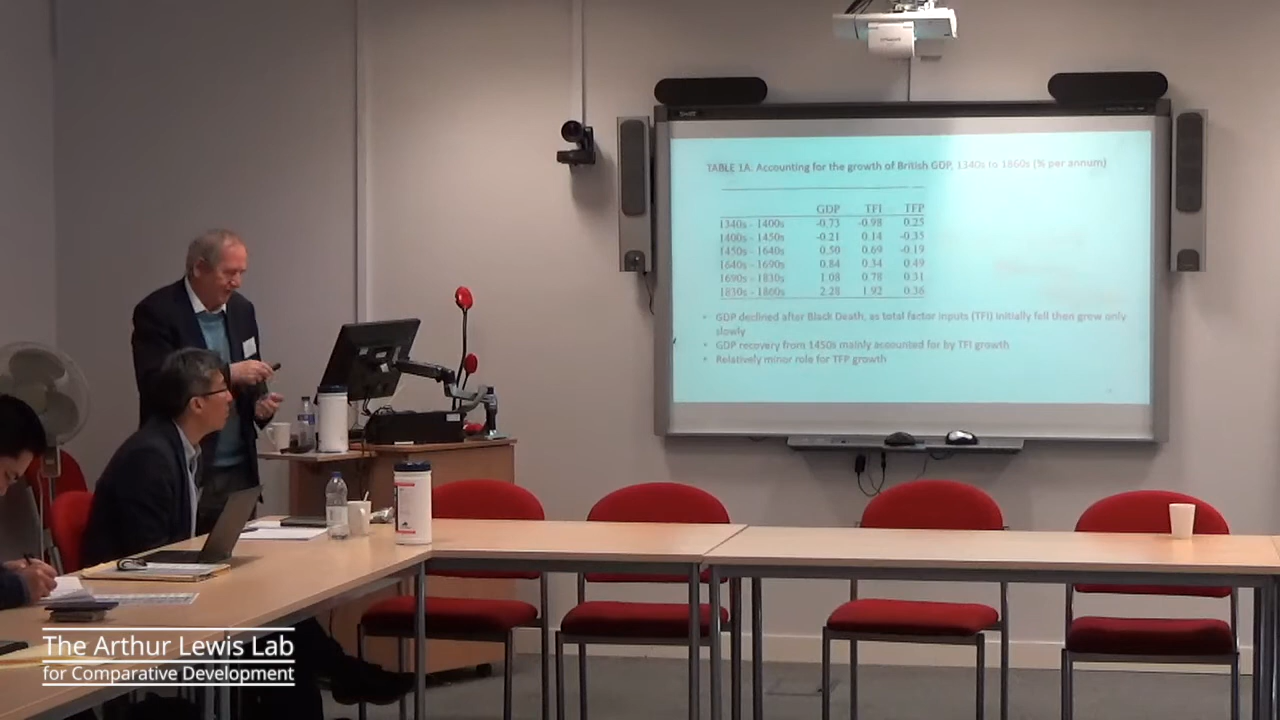 TABLE 1A: Accounting for the growth of British GDP, 1340s to 1860s (% per annum)
GDP TFI TFP
1340s - 1400s -0.73 -0.98 0.25
1400s - 1450s -0.21 0.14 -0.35
1450s - 1640s 0.50 0.69 -0.19
1640s - 1690s 0.84 0.34 0.49
1690s - 1830s 1.08 0.78 0.31
1830s - 1860s 2.28 1.92 0.36
• GDP declined after Black Death, as total factor inputs (TFI) initially fell then grew only
slowly
• GDP recovery from 1450s mainly accounted for by TFI growth
• Relatively minor role for TFP growth
The Arthur Lewis Lab
for Comparative Development